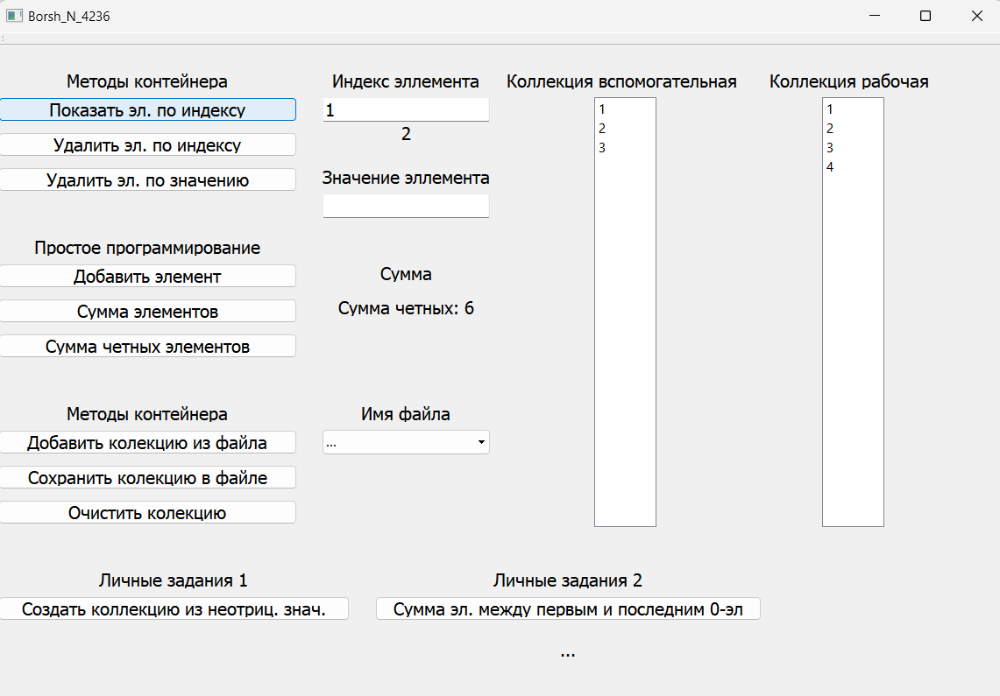 Borsh_N_4236
Методы контейнера
Показать эл. по индексу
Удалить эл. по индексу
Удалить эл. по значению
Индекс эллемента
1
2
Значение эллемента
Простое программирование
Добавить элемент
Сумма элементов
Сумма четных элементов
Сумма
Сумма четных: 6
Методы контейнера
Добавить колекцию из файла
Сохранить колекцию в файле
Очистить колекцию
Имя файла
...
Коллекция вспомогательная
1
2
3
Коллекция рабочая
1
2
3
4
Личные задания 1
Создать коллекцию из неотриц. знач.
Личные задания 2
Сумма эл. между первым и последним 0-эл
...